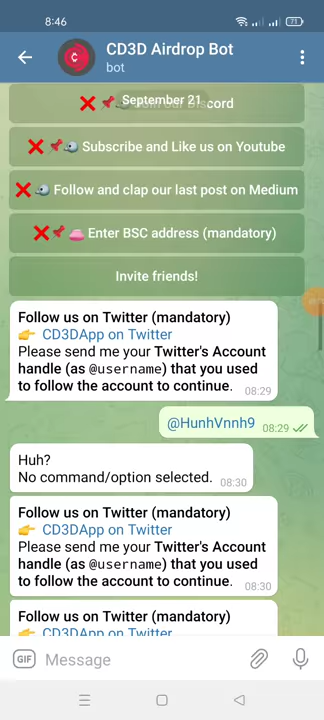 8:46
71
CD3D Airdrop Bot
bot
September 21
Join our Discord
Subscribe and Like us on Youtube
Follow and clap our last post on Medium
Enter BSC address (mandatory)
Invite friends!
Follow us on Twitter (mandatory)
CD3DApp on Twitter
Please send me your Twitter's Account
handle (as @username) that you used
to follow the account to continue.
08:29
@HunhVnnh9 08:29
Huh?
No command/option selected. 08:30
Follow us on Twitter (mandatory)
CD3DApp on Twitter
Please send me your Twitter's Account
handle (as @username) that you used
to follow the account to continue.
08:30
Follow us on Twitter (mandatory)
CD3DApp on Twitter
GIF Message